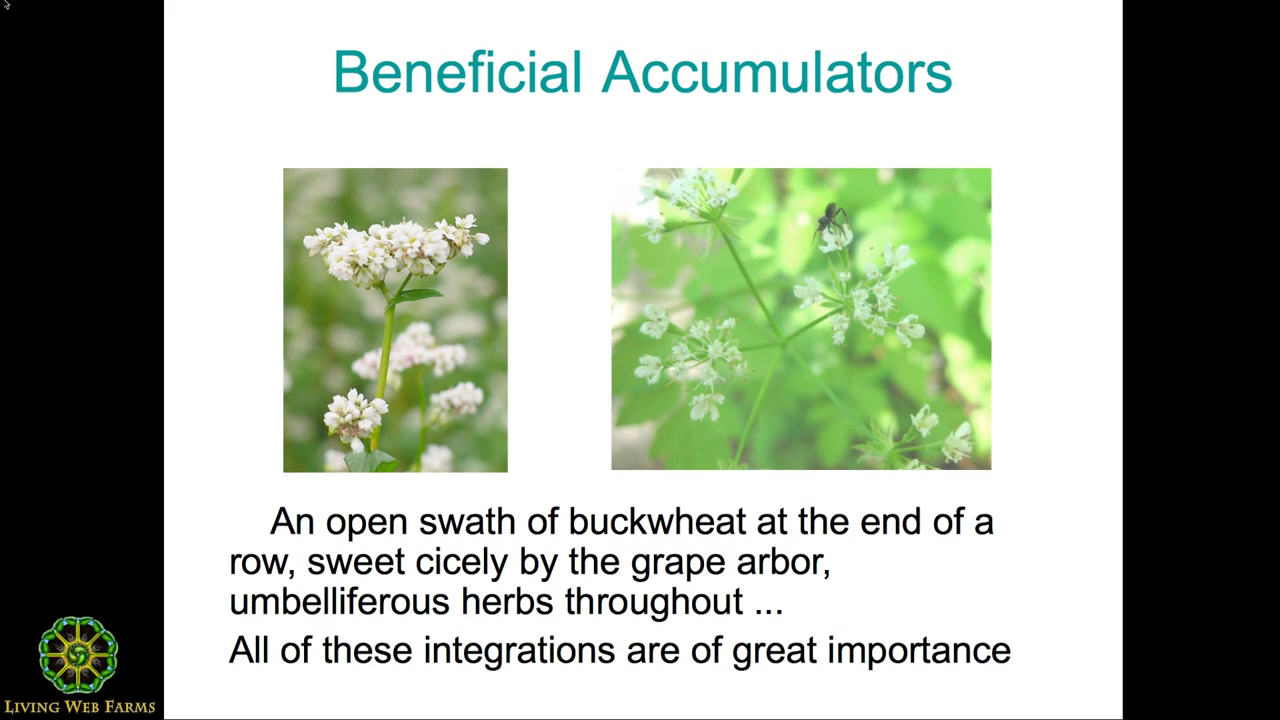 Beneficial Accumulators
An open swath of buckwheat at the end of a
row, sweet cicely by the grape arbor,
umbelliferous herbs throughout ...
All of these integrations are of great importance
LIVING WEB FARMS